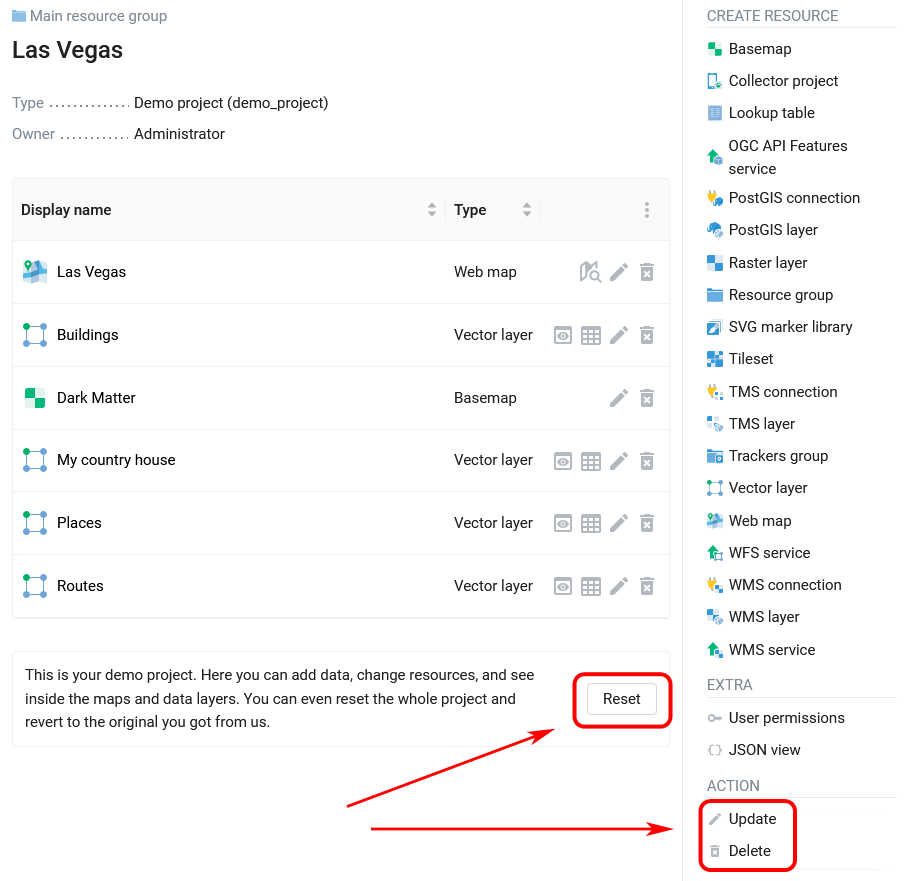 Main resource group
Las Vegas
Type ............. Demo project (demo_project)
Owner ........... Administrator
Display name Type
Las Vegas Web map
Buildings Vector layer
Dark Matter Basemap
My country house Vector layer
Places Vector layer
Routes Vector layer
This is your demo project. Here you can add data, change resources, and see
inside the maps and data layers. You can even reset the whole project and
revert to the original you got from us.
Reset
CREATE RESOURCE
Basemap
Collector project
Lookup table
OGC API Features
service
PostGIS connection
PostGIS layer
Raster layer
Resource group
SVG marker library
Tileset
TMS connection
TMS layer
Trackers group
Vector layer
Web map
WFS service
WMS connection
WMS layer
WMS service
EXTRA
User permissions
JSON view
ACTION
Update
Delete